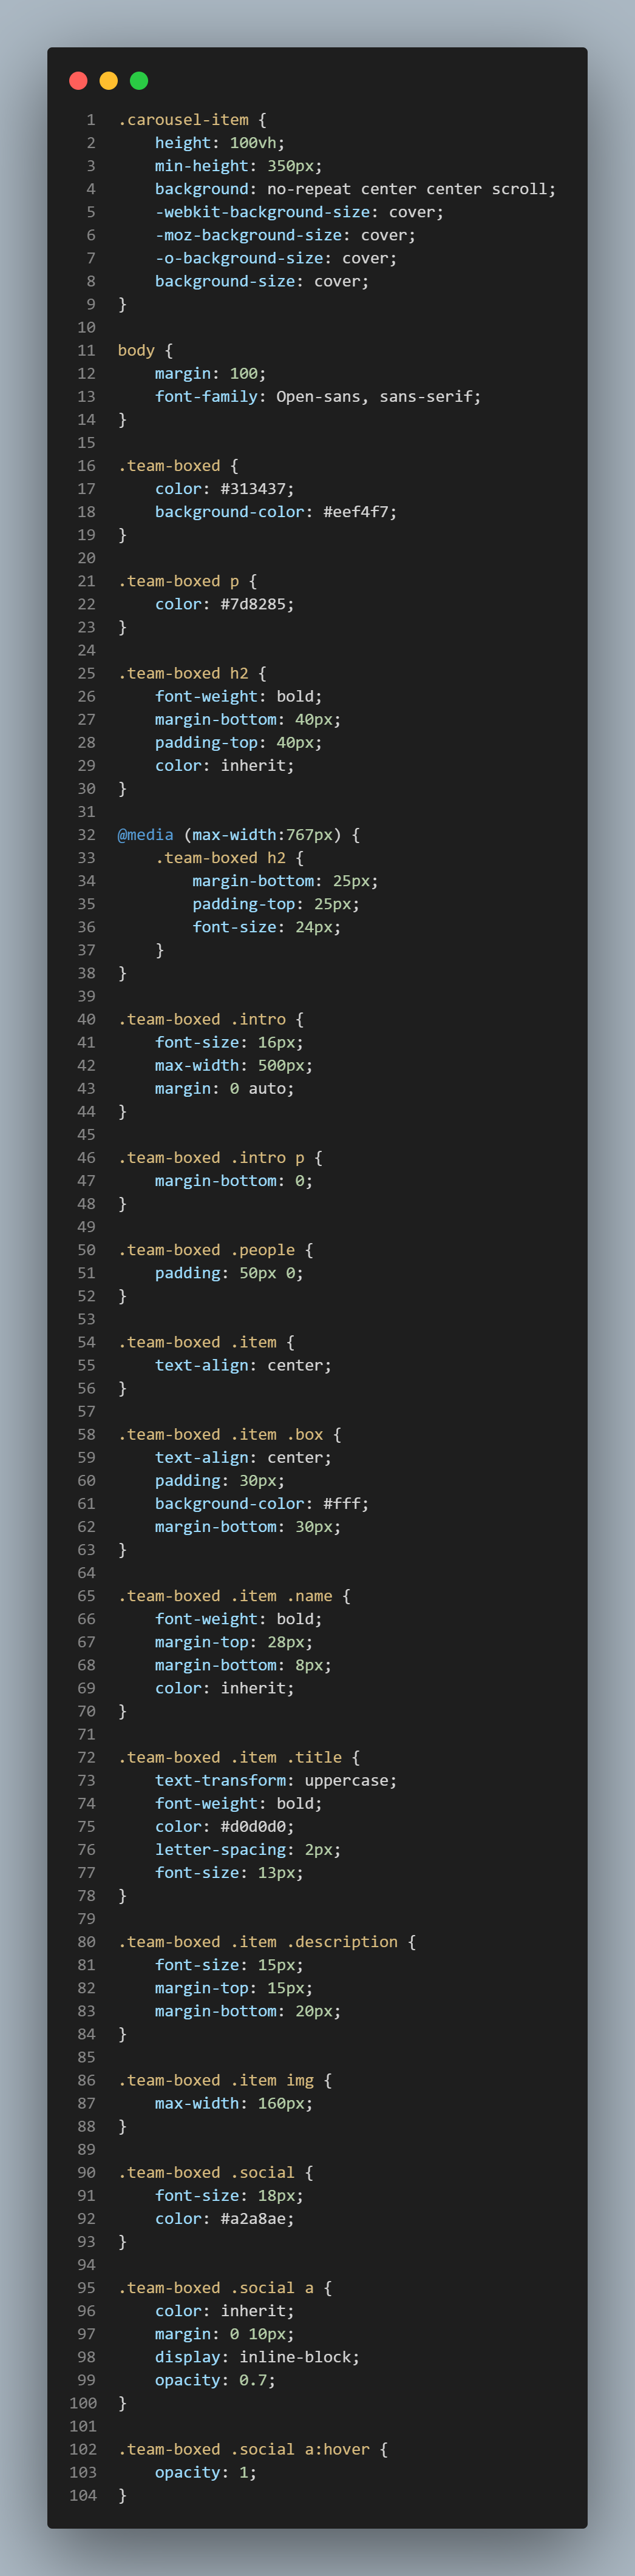 1 .carousel-item {
2     height: 100vh;
3     min-height: 350px;
4     background: no-repeat center center scroll;
5     -webkit-background-size: cover;
6     -moz-background-size: cover;
7     -o-background-size: cover;
8     background-size: cover;
9 }
10
11 body {
12     margin: 100;
13     font-family: Open-sans, sans-serif;
14 }
15
16 .team-boxed {
17     color: #313437;
18     background-color: #eef4f7;
19 }
20
21 .team-boxed p {
22     color: #7d8285;
23 }
24
25 .team-boxed h2 {
26     font-weight: bold;
27     margin-bottom: 40px;
28     padding-top: 40px;
29     color: inherit;
30 }
31
32 @media (max-width:767px) {
33     .team-boxed h2 {
34         margin-bottom: 25px;
35         padding-top: 25px;
36         font-size: 24px;
37     }
38 }
39
40 .team-boxed .intro {
41     font-size: 16px;
42     max-width: 500px;
43     margin: 0 auto;
44 }
45
46 .team-boxed .intro p {
47     margin-bottom: 0;
48 }
49
50 .team-boxed .people {
51     padding: 50px 0;
52 }
53
54 .team-boxed .item {
55     text-align: center;
56 }
57
58 .team-boxed .item .box {
59     text-align: center;
60     padding: 30px;
61     background-color: #fff;
62     margin-bottom: 30px;
63 }
64
65 .team-boxed .item .name {
66     font-weight: bold;
67     margin-top: 28px;
68     margin-bottom: 8px;
69     color: inherit;
70 }
71
72 .team-boxed .item .title {
73     text-transform: uppercase;
74     font-weight: bold;
75     color: #d0d0d0;
76     letter-spacing: 2px;
77     font-size: 13px;
78 }
79
80 .team-boxed .item .description {
81     font-size: 15px;
82     margin-top: 15px;
83     margin-bottom: 20px;
84 }
85
86 .team-boxed .item img {
87     max-width: 160px;
88 }
89
90 .team-boxed .social {
91     font-size: 18px;
92     color: #a2a8ae;
93 }
94
95 .team-boxed .social a {
96     color: inherit;
97     margin: 0 10px;
98     display: inline-block;
99     opacity: 0.7;
100 }
101
102 .team-boxed .social a:hover {
103     opacity: 1;
104 }